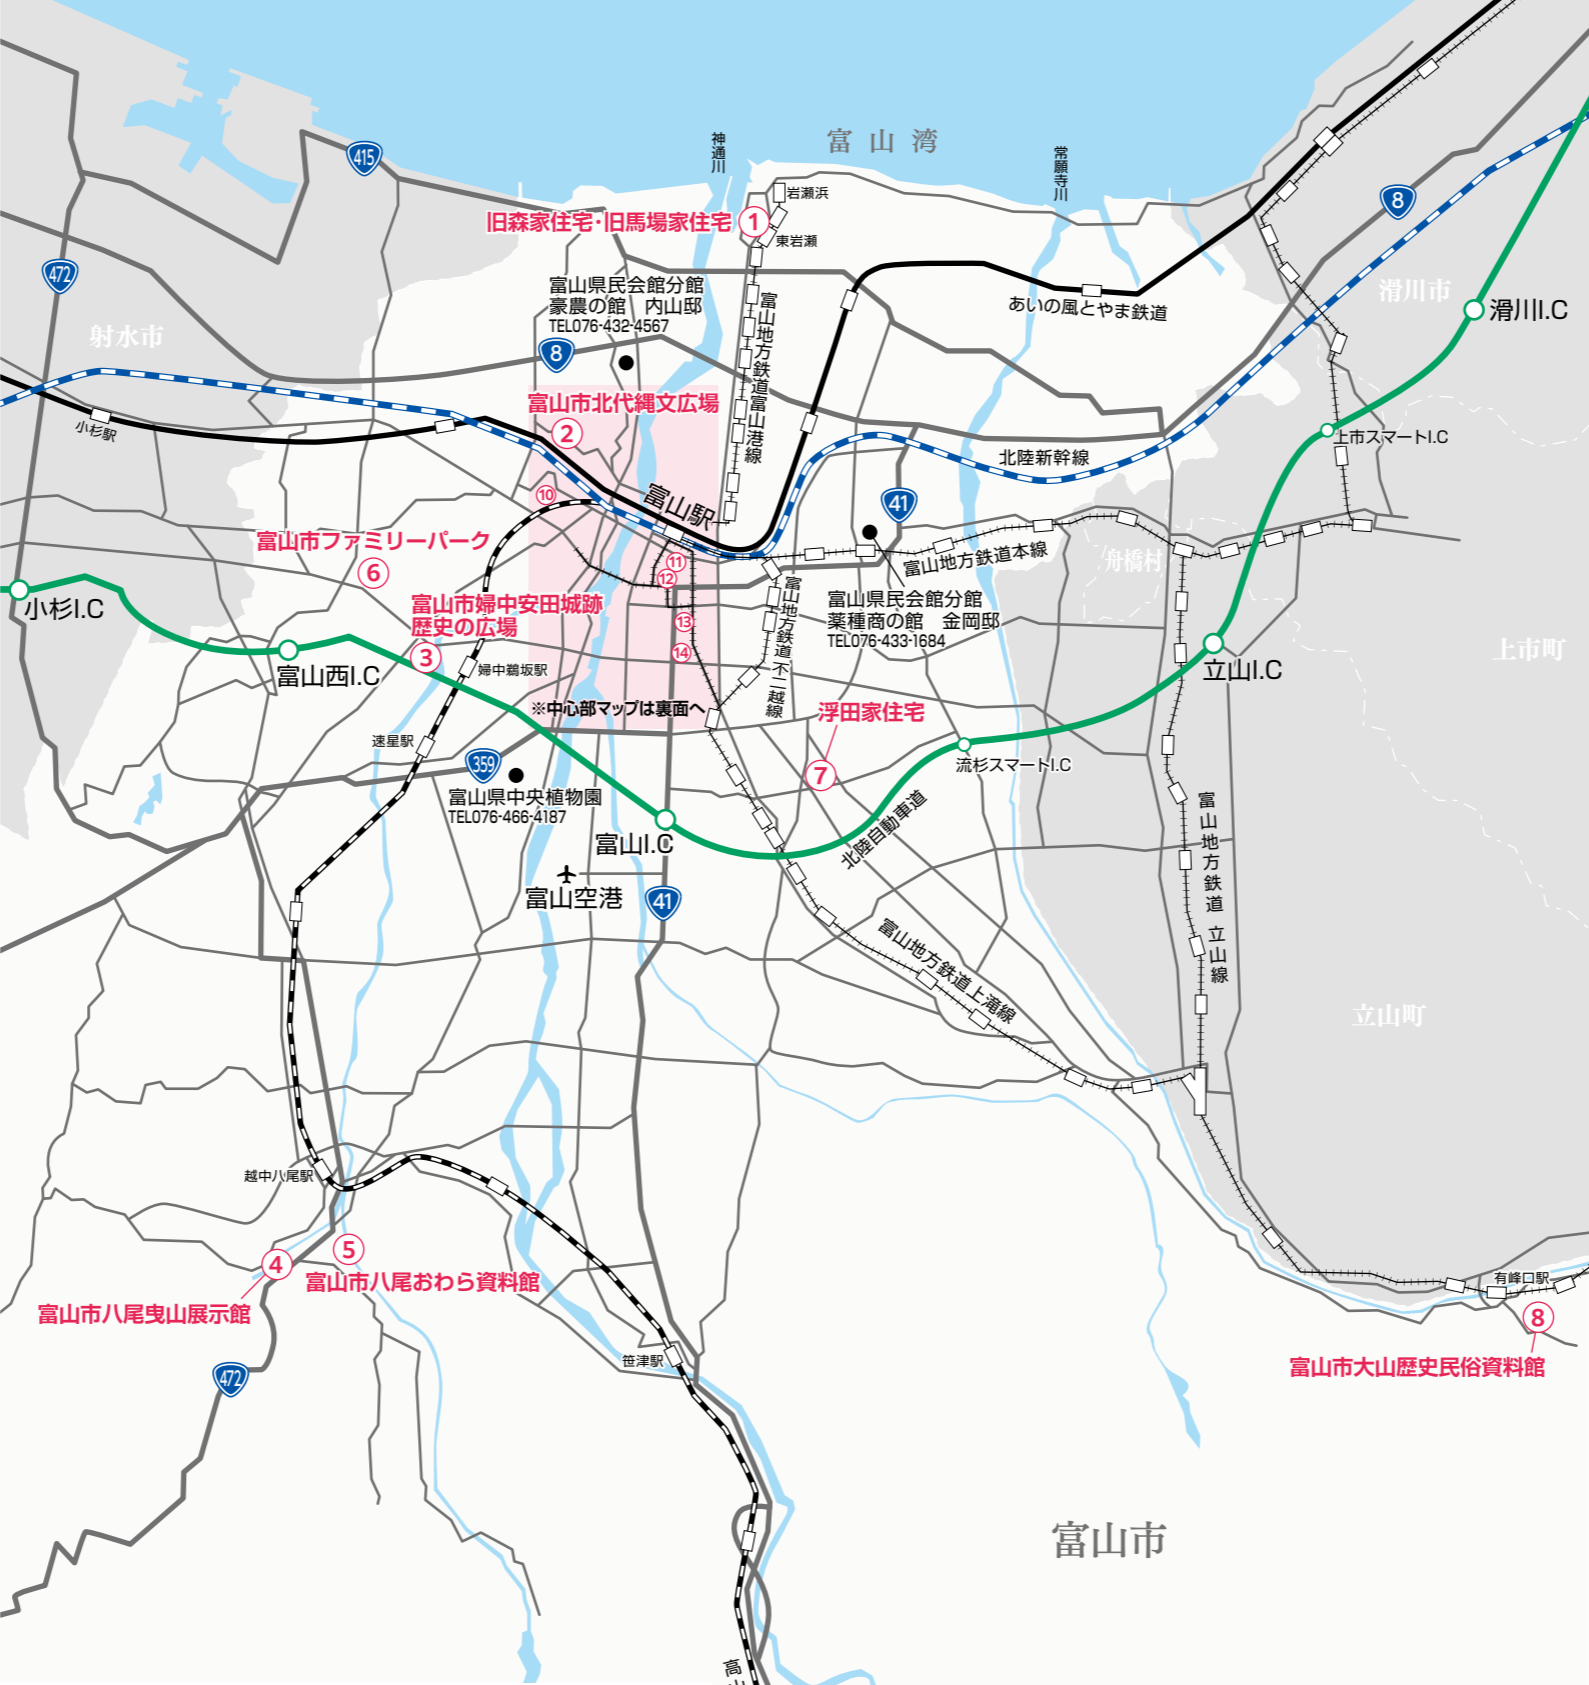 富山湾
神通川
常願寺川
415
岩瀬浜
旧森家住宅・旧馬場家住宅
1
東岩瀬
8
472
富山県民会館分館
豪農の館　内山邸
TEL076-432-4567
富山地方鉄道富山港線
あいの風とやま鉄道
滑川市
滑川I.C
射水市
8
富山市北代縄文広場
2
小杉駅
上市スマートI.C
北陸新幹線
富山駅
10
41
富山市ファミリーパーク
6
富山地方鉄道本線
舟橋村
11
12
13
14
富山地方鉄道 不二越線
富山県民会館分館
薬種商の館　金岡邸
TEL076-433-1684
小杉I.C
富山市婦中安田城跡
歴史の広場
3
婦中鵜坂駅
富山西I.C
立山I.C
上市町
※中心部マップは裏面へ
浮田家住宅
7
速星駅
359
富山県中央植物園
TEL076-466-4187
流杉スマートI.C
富山I.C
北陸自動車道
富山地方鉄道 立山線
富山空港
41
富山地方鉄道上滝線
立山町
越中八尾駅
5
4
富山市八尾おわら資料館
富山市八尾曳山展示館
有峰口駅
8
笹津駅
富山市大山歴史民俗資料館
472
富山市
高